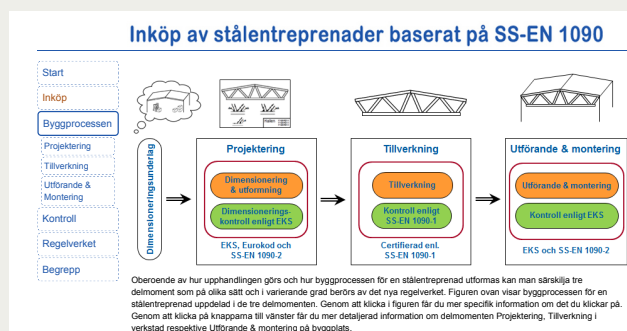 Inköp av stålentreprenader baserat på SS-EN 1090
Start
Inköp
Byggprocessen
Projektering
Tillverkning
Utförande &
Montering
Kontroll
Regelverket
Begrepp
Dimensioneringsunderlag
Projektering
Dimensionering
& utformning
Dimensionerings-
kontroll enligt EKS
EKS, Eurokod och
SS-EN 1090-2
Tillverkning
Tillverkning
Kontroll enligt
SS-EN 1090-1
Certifierad enl.
SS-EN 1090-1
Utförande & montering
Utförande & montering
Kontroll enligt EKS
EKS och SS-EN 1090-2
Oberoende av hur upphandlingen görs och hur byggprocessen för en stålentreprenad utformas kan man särskilja tre
delmoment som på olika sätt och i varierande grad berörs av det nya regelverket. Figuren ovan visar byggprocessen för en
stålentreprenad uppdelad i de tre delmomenten. Genom att klicka i figuren får du mer specifik information om det du klickar på.
Genom att klicka på knapparna till vänster får du mer detaljerad information om delmomenten Projektering, Tillverkning i
verkstad respektive Utförande & montering på byggplats.